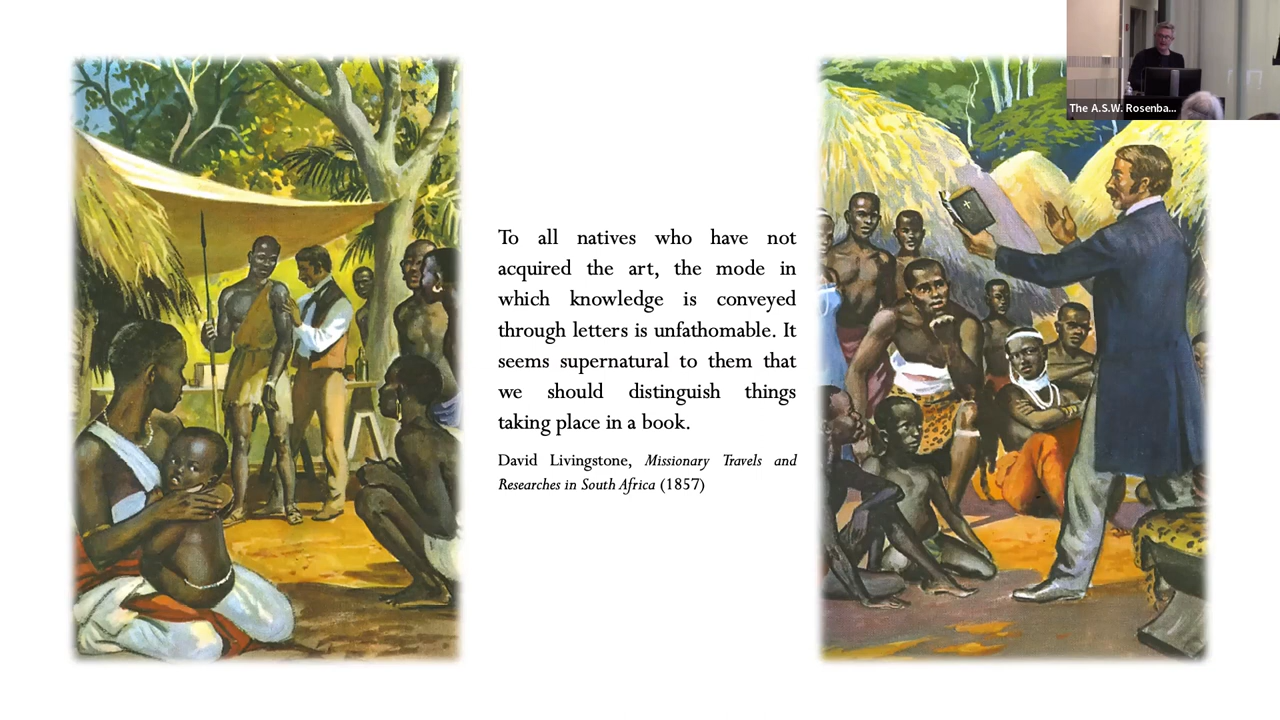 The A.S.W. Rosenba...
To all natives who have not
acquired the art, the mode in
which knowledge is conveyed
through letters is unfathomable. It
seems supernatural to them that
we should distinguish things
taking place in a book.
David Livingstone, Missionary Travels and
Researches in South Africa (1857)